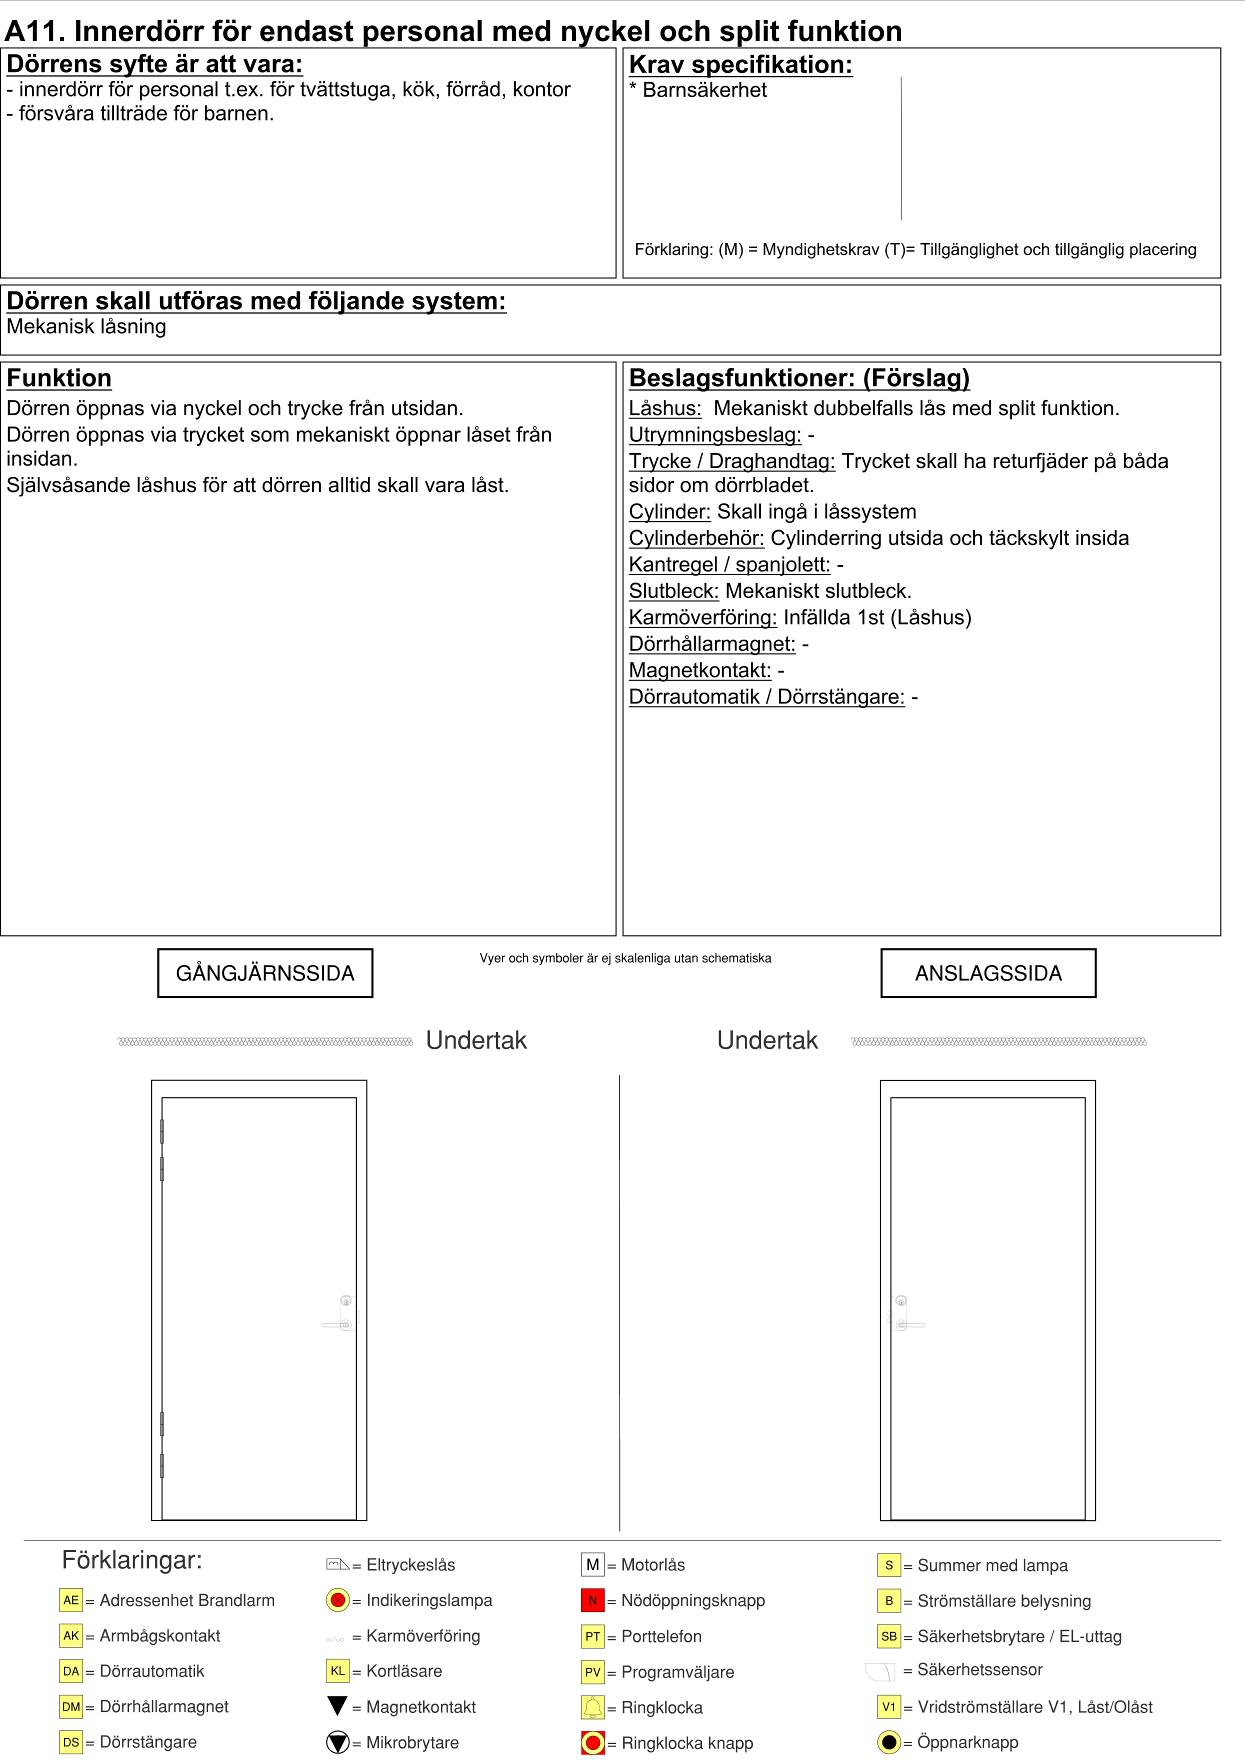 A11. Innerdörr för endast personal med nyckel och split funktion
Dörrens syfte är att vara:
- innerdörr för personal t.ex. för tvättstuga, kök, förråd, kontor
- försvåra tillträde för barnen.
Krav specifikation:
* Barnsäkerhet
Förklaring: (M) = Myndighetskrav (T)= Tillgänglighet och tillgänglig placering
Dörren skall utföras med följande system:
Mekanisk låsning
Funktion
Dörren öppnas via nyckel och trycke från utsidan.
Dörren öppnas via trycket som mekaniskt öppnar låset från
insidan.
Självsåsande låshus för att dörren alltid skall vara låst.
Beslagsfunktioner: (Förslag)
Låshus: Mekaniskt dubbelfalls lås med split funktion.
Utrymningsbeslag: -
Trycke / Draghandtag: Trycket skall ha returfjäder på båda
sidor om dörrbladet.
Cylinder: Skall ingå i låssystem
Cylinderbehör: Cylinderring utsida och täckskylt insida
Kantregel / spanjolett: -
Slutbleck: Mekaniskt slutbleck.
Karmöverföring: Infällda 1st (Låshus)
Dörrhållarmagnet: -
Magnetkontakt: -
Dörrautomatik / Dörrstängare: -
GÅNGJÄRNSSIDA
Vyer och symboler är ej skalenliga utan schematiska
ANSLAGSSIDA
Undertak
Undertak
Förklaringar:
AE = Adressenhet Brandlarm
AK = Armbågskontakt
DA = Dörrautomatik
DM = Dörrhållarmagnet
DS = Dörrstängare
= Eltryckeslås
= Indikeringslampa
= Karmöverföring
KL = Kortläsare
= Magnetkontakt
= Mikrobrytare
M = Motorlås
N = Nödöppningsknapp
PT = Porttelefon
PV = Programväljare
= Ringklocka
= Ringklocka knapp
S = Summer med lampa
B = Strömställare belysning
SB = Säkerhetsbrytare / EL-uttag
= Säkerhetssensor
V1 = Vridströmställare V1, Låst/Olåst
= Öppnarknapp